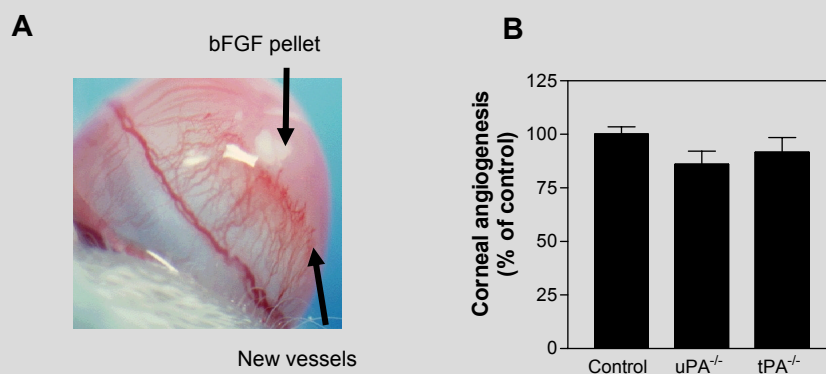 A
bFGF pellet
New vessels
B
Corneal angiogenesis
(% of control)
125
100
75
50
25
0
Control uPA-/- tPA-/-